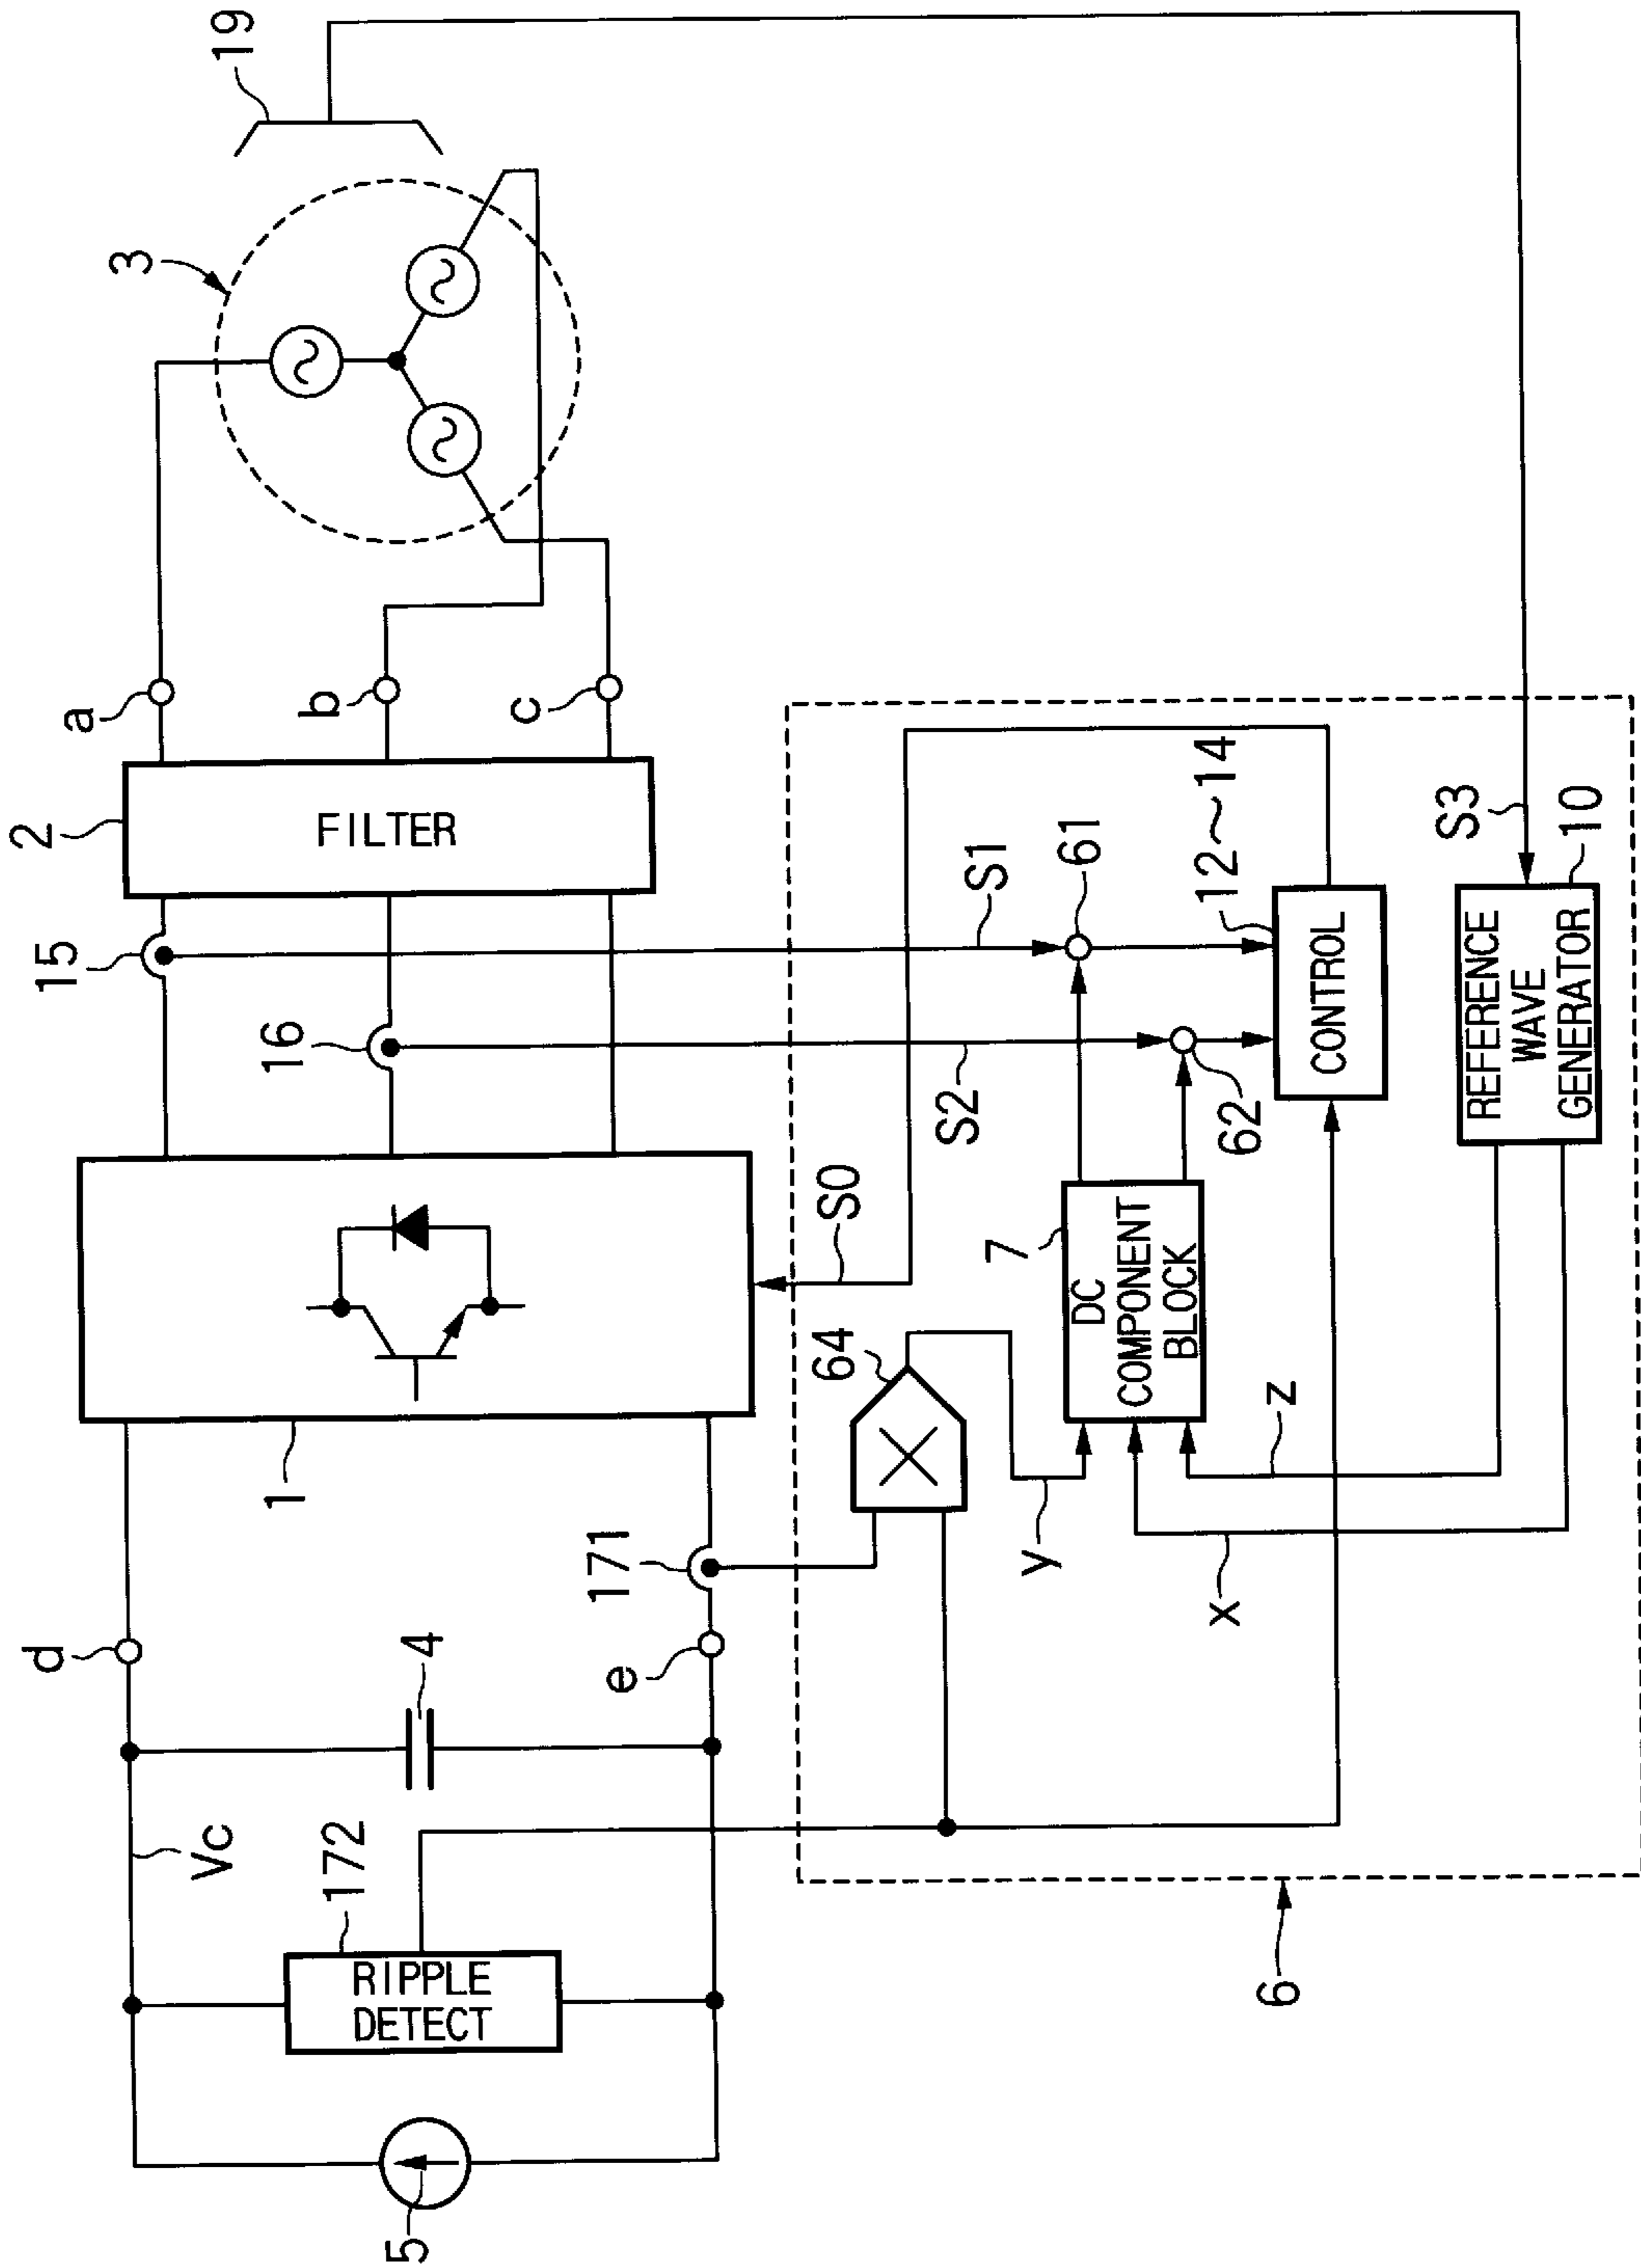 5
Vc
172
RIPPLE
DETECT
d
4
e
171
1
15
16
2
FILTER
a
b
c
3
19
6
64
y
x
z
S0
7
DC
COMPONENT
BLOCK
S1
S2
61
62
12~14
CONTROL
S3
10
REFERENCE
WAVE
GENERATOR